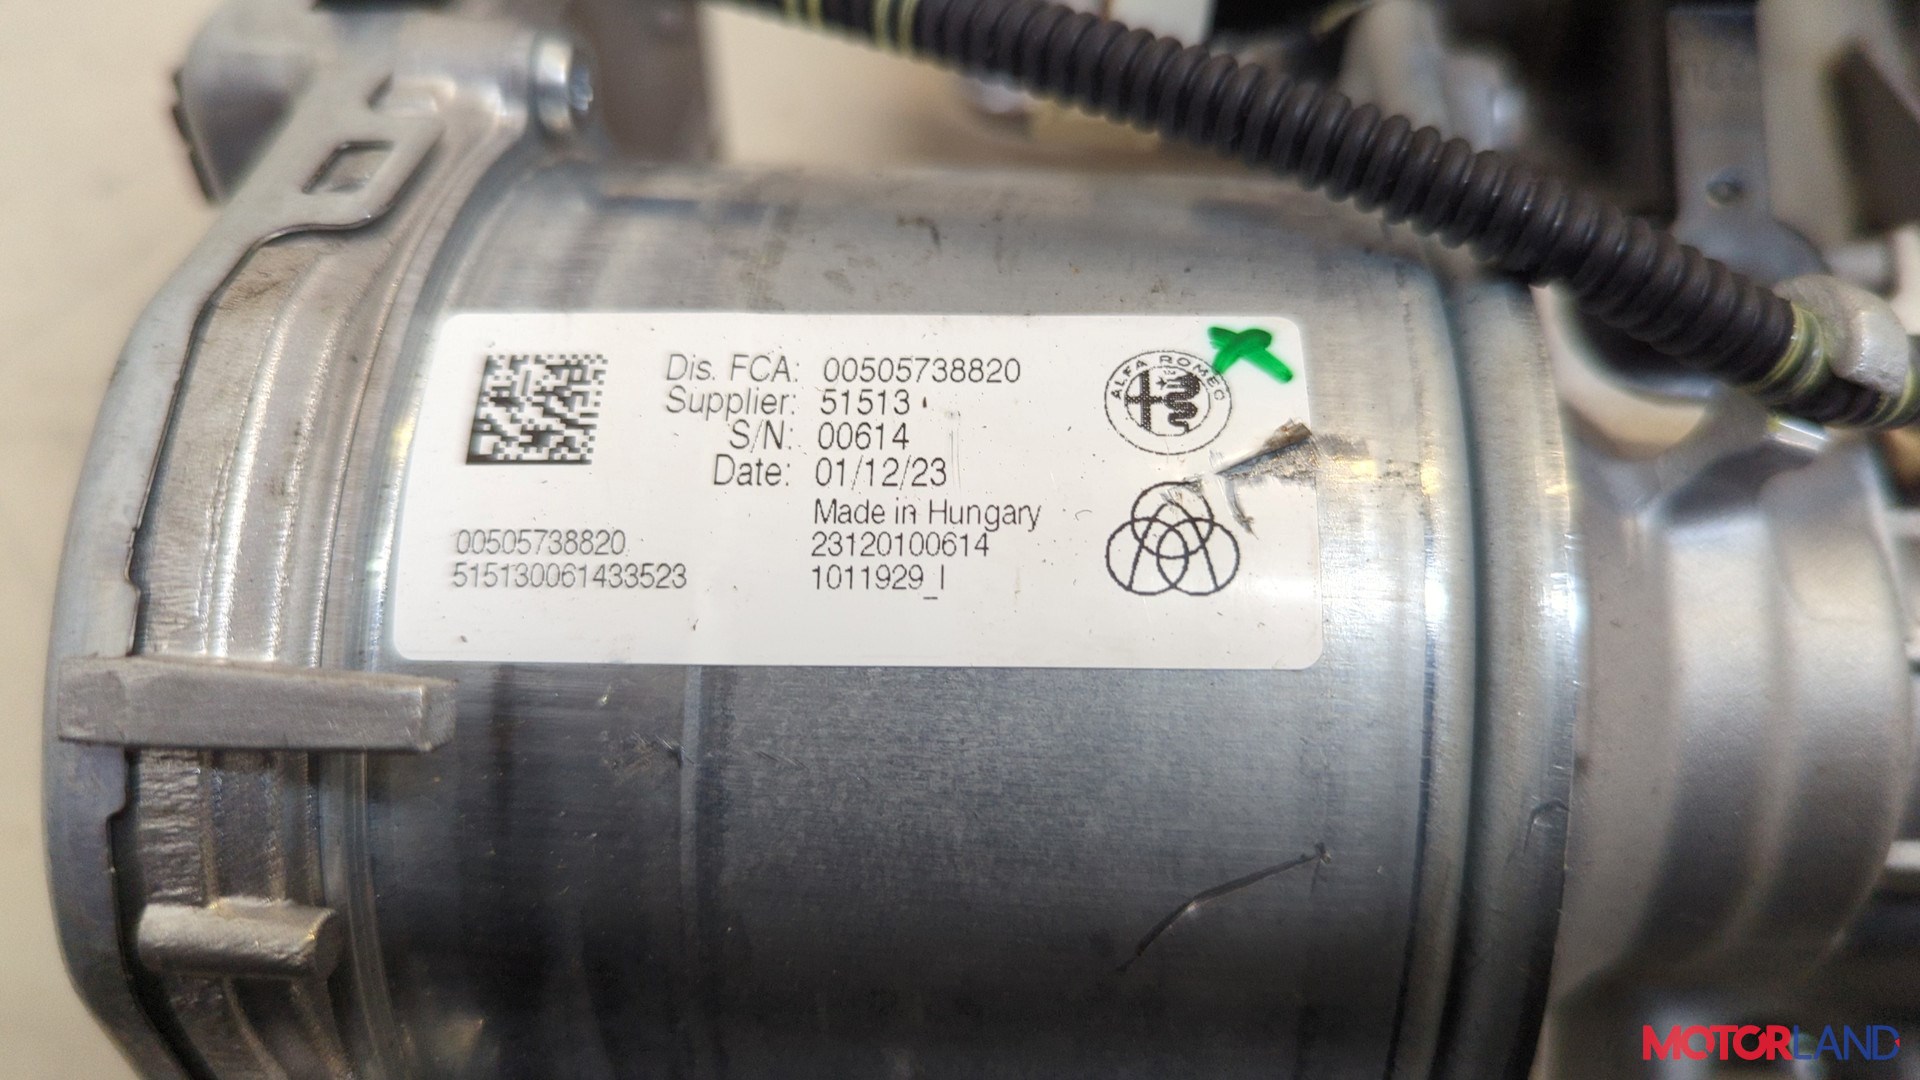 Dis. FCA: 00505738820
Supplier: 51513
S/N: 00614
Date: 01/12/23
Made in Hungary
23120100614
1011929_I
00505738820
515130061433523
ALFA ROMEO
MOTORLAND